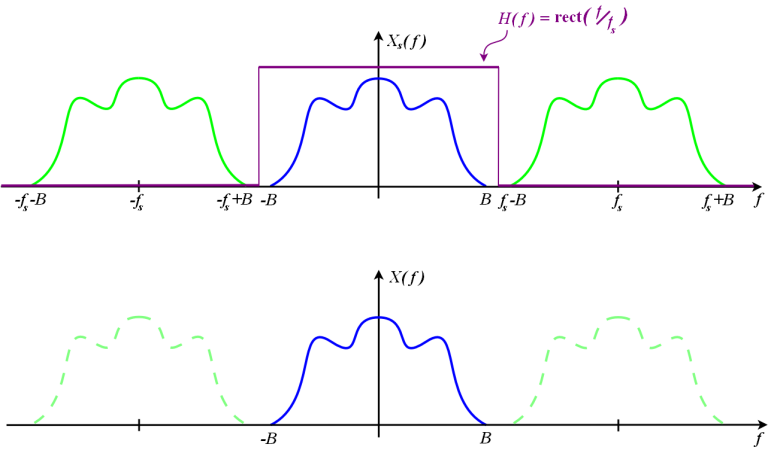 H(f) = rect(f/fs)
Xs(f)
-fs-B -fs -fs+B -B B fs-B fs fs+B f
X(f)
-B B f